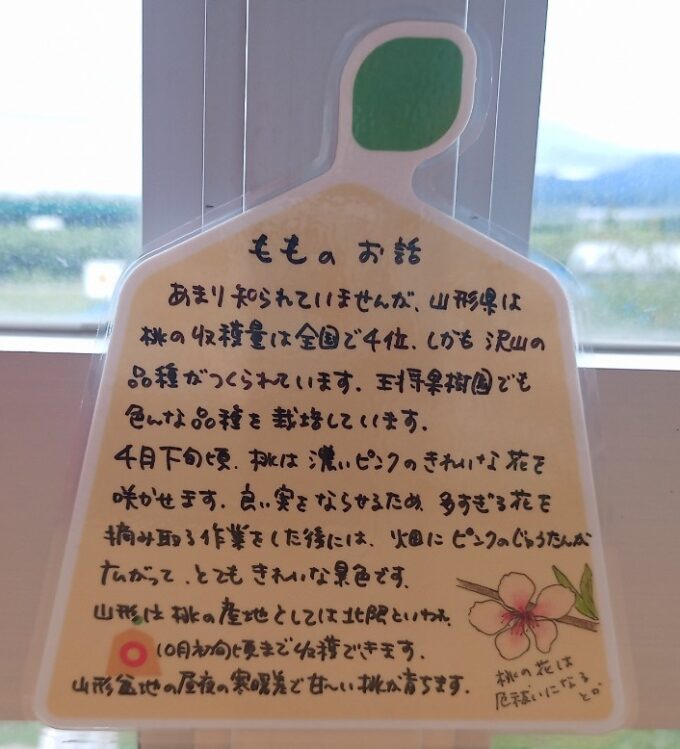 もものお話
あまり知られていませんが、山形県は
桃の収穫量は全国で4位、しかも沢山の
品種がつくられています。王将果樹園でも
色んな品種を栽培しています。
4月下旬頃、桃は濃いピンクのきれいな花を
咲かせます。良い実をならせるため、多すぎる花を
摘み取る作業をした後には、畑にピンクのじゅうたんが
広がって、とてもきれいな景色です。
山形は桃の産地としては北限といわれ、
10月初旬頃まで収穫できます。
山形盆地の昼夜の寒暖差で甘〜い桃が育ちます。
桃の花は
厄祓いになる
とか